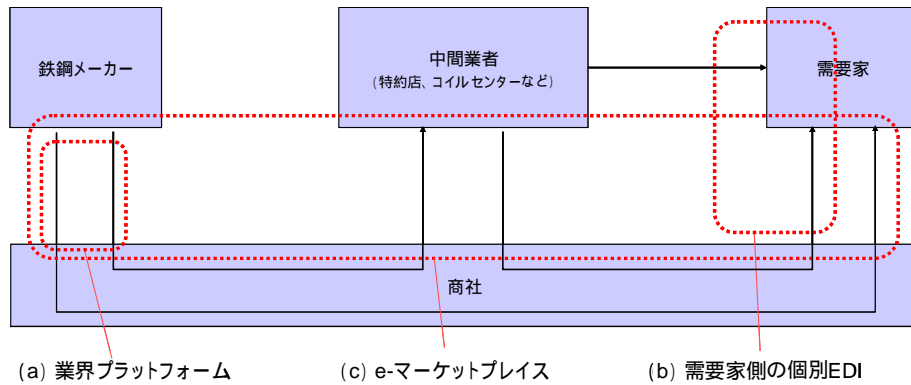 鉄鋼メーカー
中間業者
(特約店、コイルセンターなど)
需要家
商社
(a) 業界プラットフォーム
(c) e-マーケットプレイス
(b) 需要家側の個別EDI